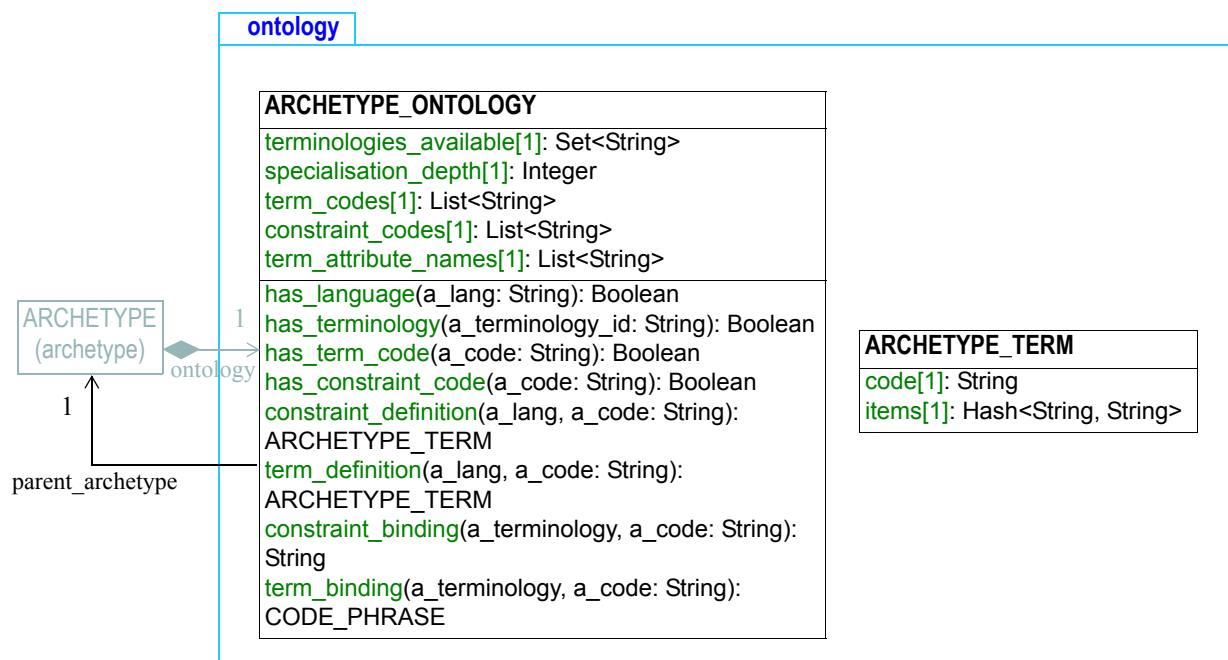 ontology
ARCHETYPE_ONTOLOGY
terminologies_available[1]: Set<String>
specialisation_depth[1]: Integer
term_codes[1]: List<String>
constraint_codes[1]: List<String>
term_attribute_names[1]: List<String>
has_language(a_lang: String): Boolean
has_terminology(a_terminology_id: String): Boolean
has_term_code(a_code: String): Boolean
has_constraint_code(a_code: String): Boolean
constraint_definition(a_lang, a_code: String):
ARCHETYPE_TERM
term_definition(a_lang, a_code: String):
ARCHETYPE_TERM
constraint_binding(a_terminology, a_code: String):
String
term_binding(a_terminology, a_code: String):
CODE_PHRASE
ARCHETYPE
(archetype)
1
ontology
1
parent_archetype
ARCHETYPE_TERM
code[1]: String
items[1]: Hash<String, String>